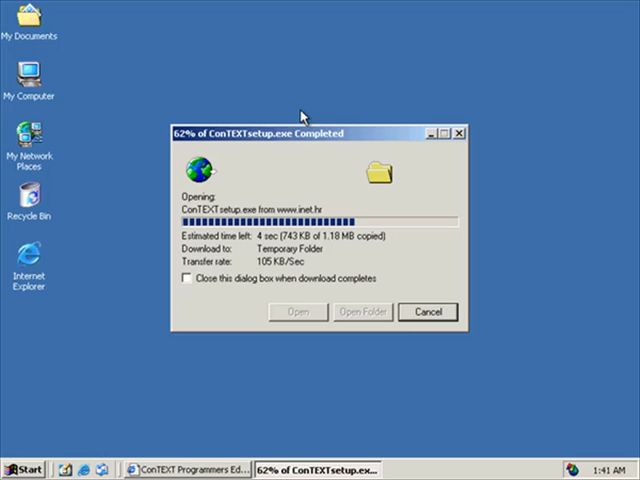 My Documents
My Computer
My Network
Places
Recycle Bin
Internet
Explorer
62% of ConTEXTsetup.exe Completed
Opening:
ConTEXTsetup.exe from www.inet.hr
Estimated time left: 4 sec (743 KB of 1.18 MB copied)
Download to: Temporary Folder
Transfer rate: 105 KB/Sec
Close this dialog box when download completes
Open
Open Folder
Cancel
Start
ConTEXT Programmers Ed...
62% of ConTEXTsetup.ex...
1:41 AM